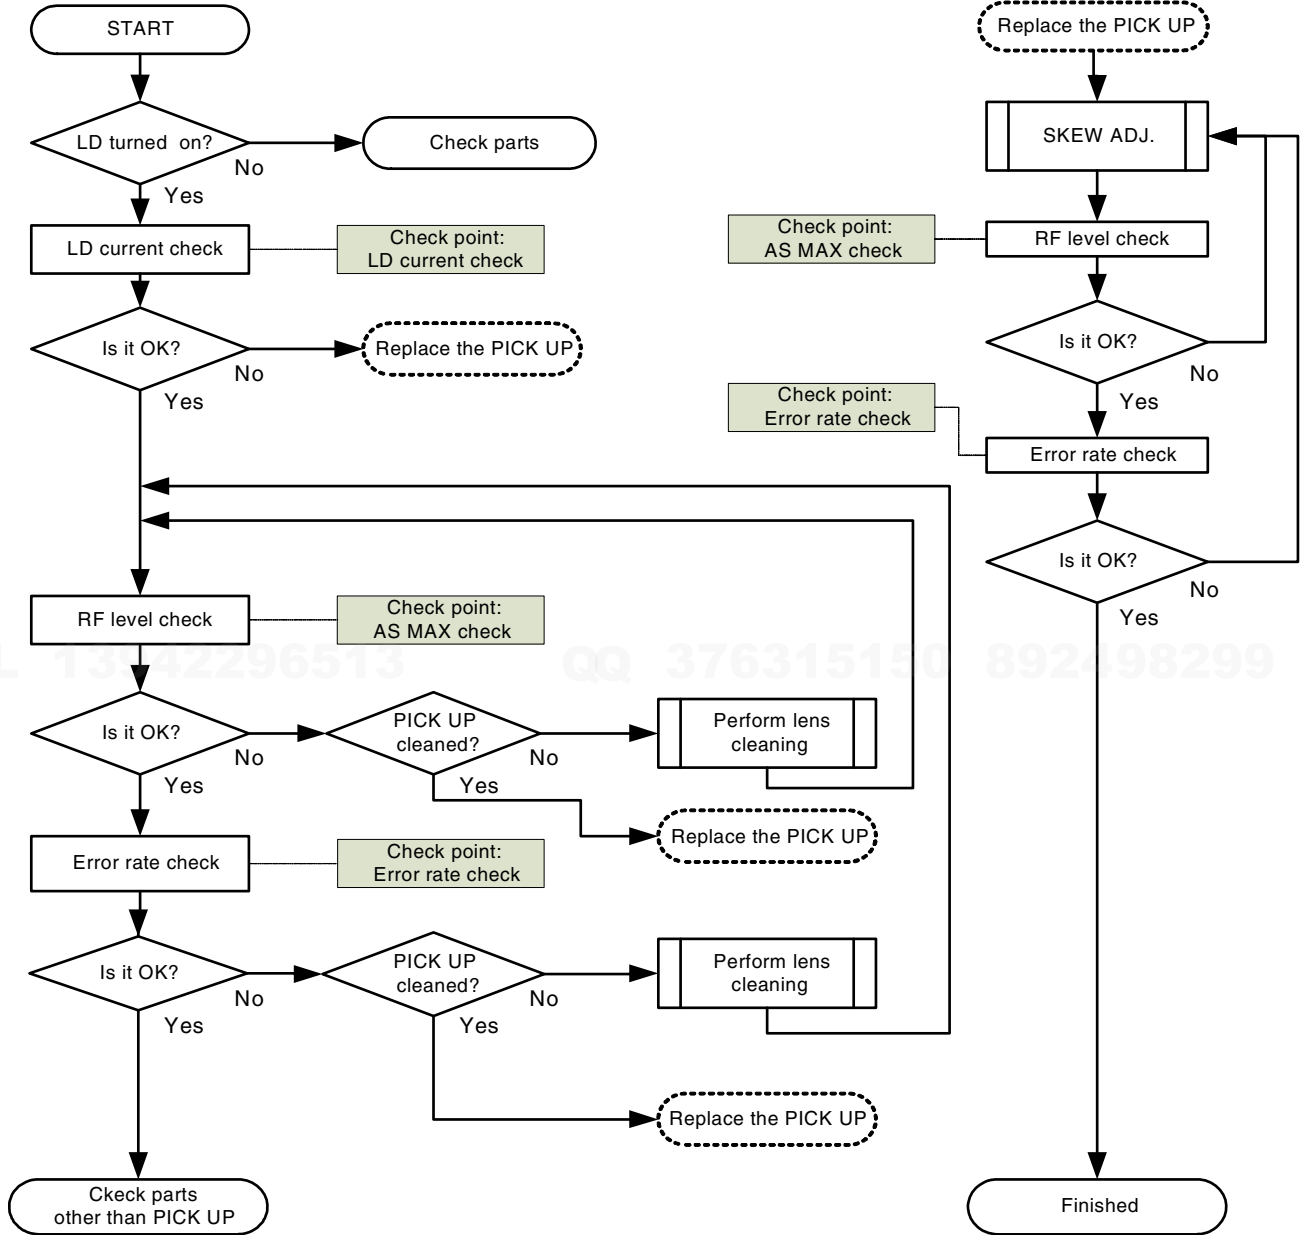 START
LD turned on?
No
Check parts
Yes
LD current check
Check point:
LD current check
Is it OK?
No
Replace the PICK UP
Yes
RF level check
Check point:
AS MAX check
Is it OK?
No
PICK UP
cleaned?
No
Perform lens
cleaning
Yes
Yes
Replace the PICK UP
Error rate check
Check point:
Error rate check
Is it OK?
No
PICK UP
cleaned?
No
Perform lens
cleaning
Yes
Yes
Replace the PICK UP
Ckeck parts
other than PICK UP
Replace the PICK UP
SKEW ADJ.
Check point:
AS MAX check
RF level check
Is it OK?
No
Yes
Check point:
Error rate check
Error rate check
Is it OK?
No
Yes
Finished
L 13942296513 QQ 376315150 892498299